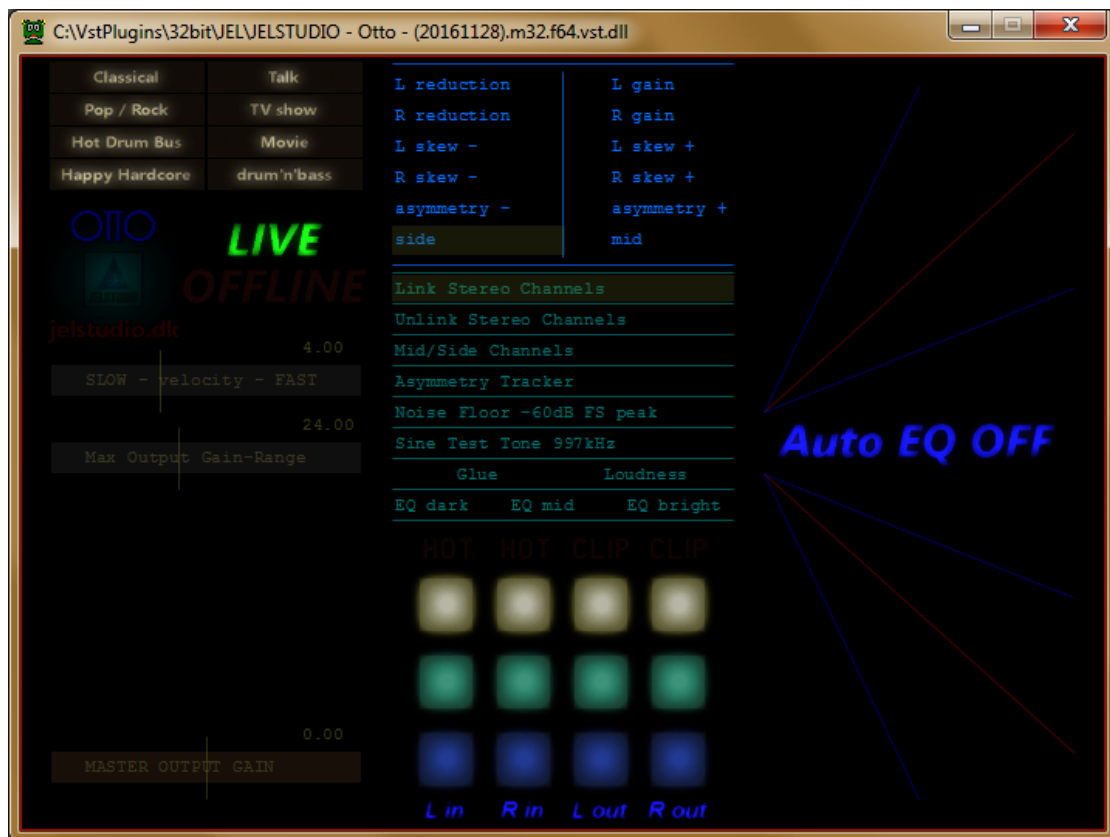 C:\VstPlugins\32bit\JEL\JELSTUDIO - Otto - (20161128).m32.f64.vst.dll
Classical Talk
Pop / Rock TV show
Hot Drum Bus Movie
Happy Hardcore drum'n'bass
OTTO
LIVE
OFFLINE
JELSTUDIO
jelstudio.dk
4.00
SLOW - velocity - FAST
24.00
Max Output Gain-Range
0.00
MASTER OUTPUT GAIN
L reduction L gain
R reduction R gain
L skew - L skew +
R skew - R skew +
asymmetry - asymmetry +
side mid
Link Stereo Channels
Unlink Stereo Channels
Mid/Side Channels
Asymmetry Tracker
Noise Floor -60dB FS peak
Sine Test Tone 997kHz
Glue Loudness
EQ dark EQ mid EQ bright
HOT HOT CLIP CLIP
L in R in L out R out
Auto EQ OFF